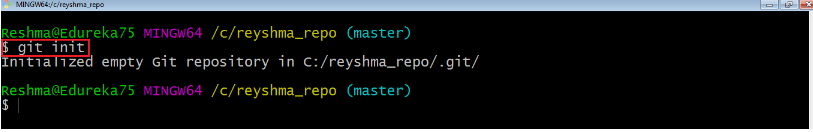 MINGW64:/c/reyshma_repo
Reshma@Edureka75 MINGW64 /c/reyshma_repo (master)
$ git init
Initialized empty Git repository in C:/reyshma_repo/.git/
Reshma@Edureka75 MINGW64 /c/reyshma_repo (master)
$